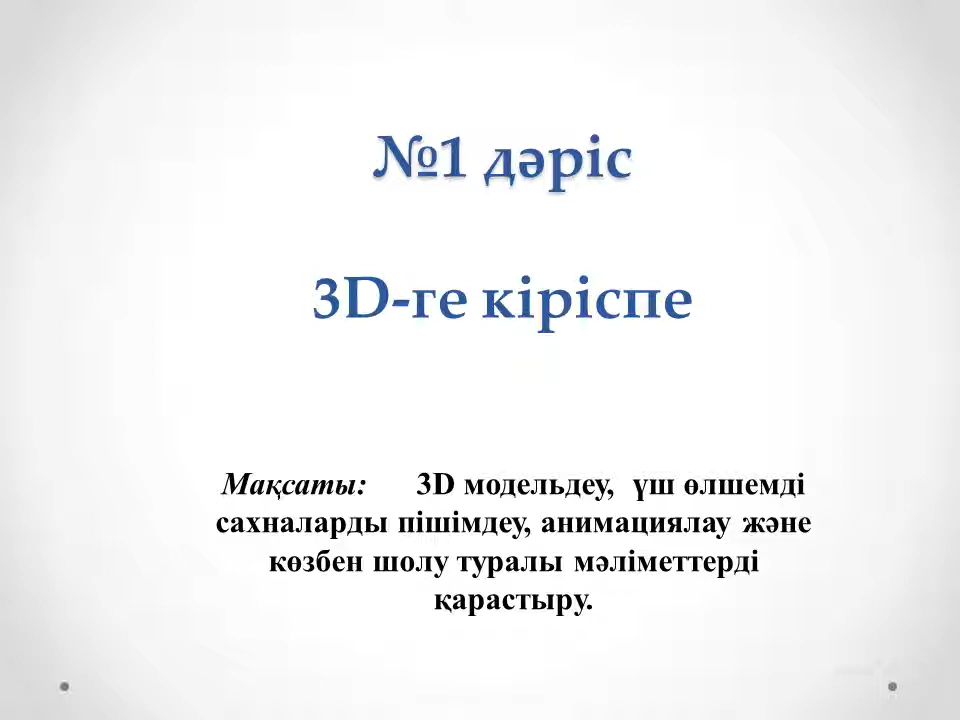 №1 дәріс
3D-ге кіріспе
Мақсаты: 3D модельдеу, үш өлшемді
сахналарды пішімдеу, анимациялау және
көзбен шолу туралы мәліметтерді
қарастыру.